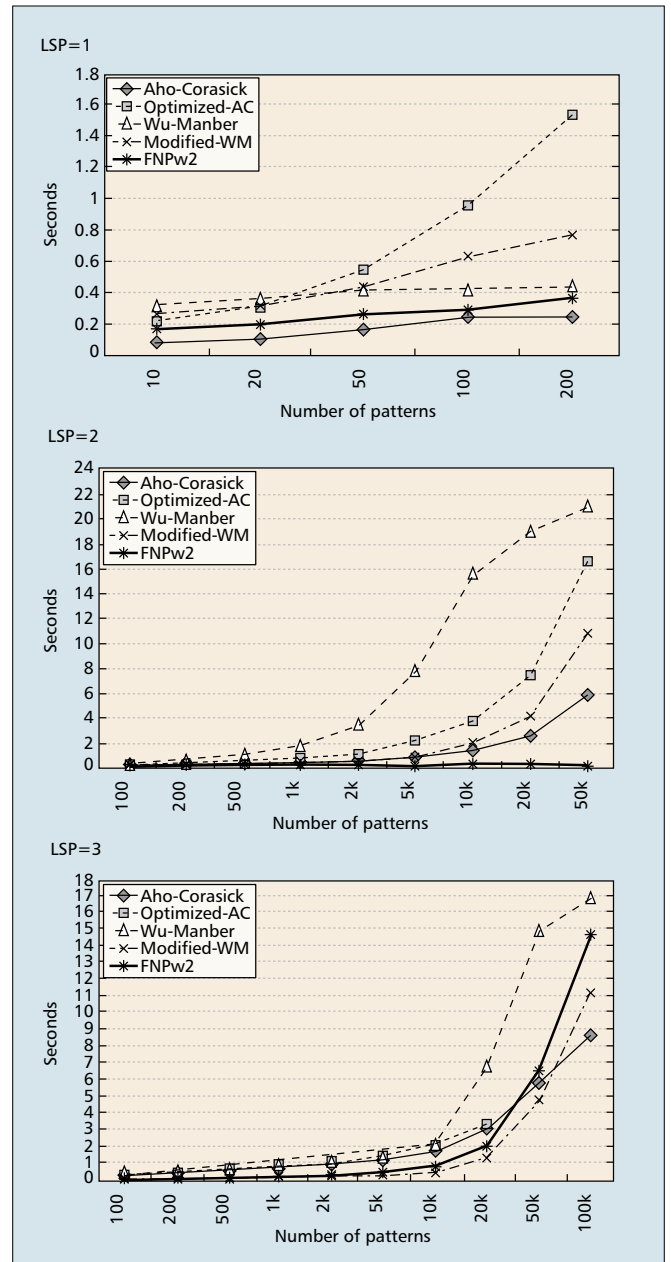 LSP=1
1.8
1.6
1.4
1.2
1
0.8
0.6
0.4
0.2
0
Seconds
Aho-Corasick
Optimized-AC
Wu-Manber
Modified-WM
FNPw2
10
20
50
100
200
Number of patterns
LSP=2
24
22
20
18
16
14
12
10
8
6
4
2
0
Seconds
Aho-Corasick
Optimized-AC
Wu-Manber
Modified-WM
FNPw2
100
200
500
1k
2k
5k
10k
20k
50k
Number of patterns
LSP=3
17
18
16
15
14
13
12
11
10
9
8
7
6
5
4
3
2
1
0
Seconds
Aho-Corasick
Optimized-AC
Wu-Manber
Modified-WM
FNPw2
100
200
500
1k
2k
5k
10k
20k
50k
100k
Number of patterns